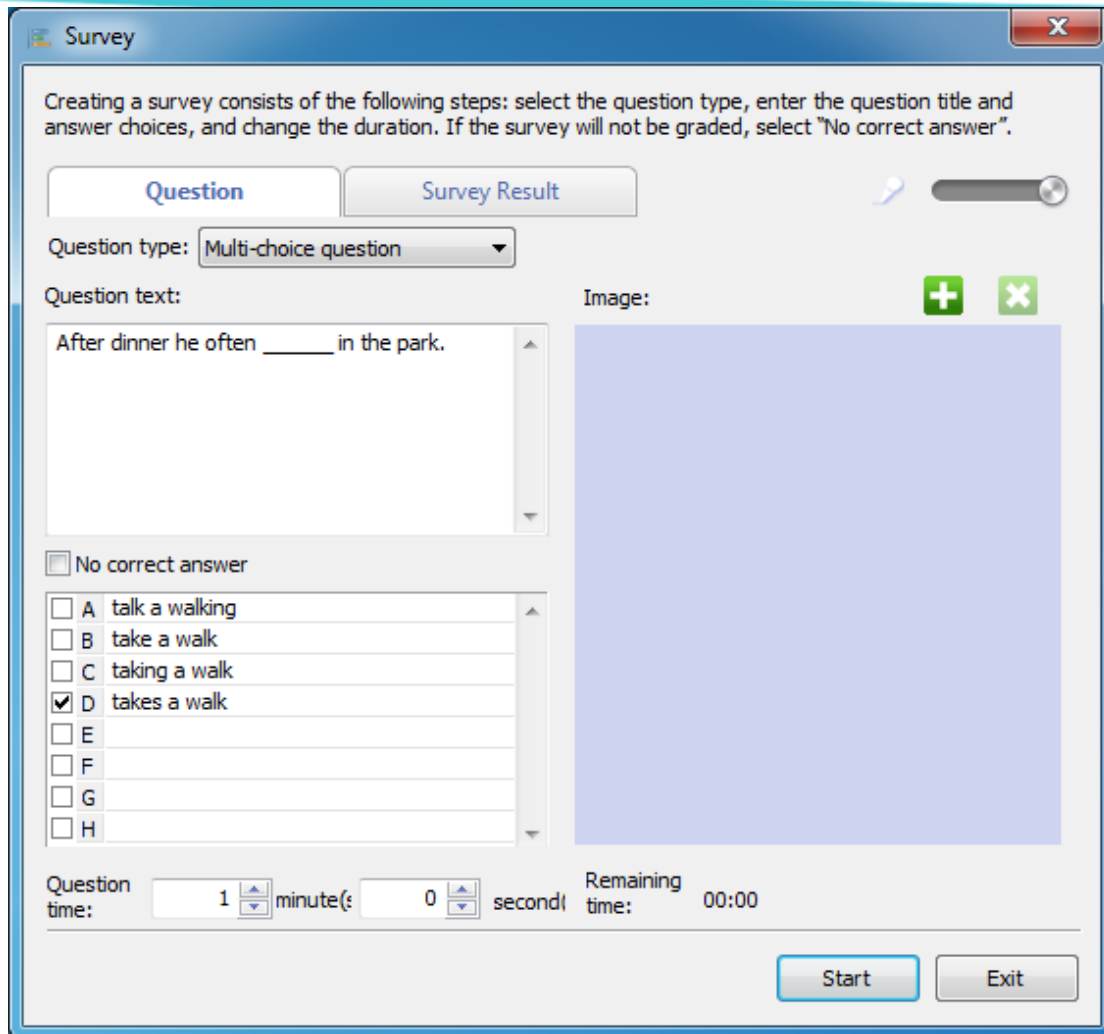 Survey
Creating a survey consists of the following steps: select the question type, enter the question title and
answer choices, and change the duration. If the survey will not be graded, select “No correct answer”.
Question
Survey Result
Question type: Multi-choice question
Question text:
Image:
After dinner he often ______ in the park.
No correct answer
A talk a walking
B take a walk
C taking a walk
D takes a walk
E
F
G
H
Question
time: 1 minute(s 0 second(
Remaining
time: 00:00
Start
Exit